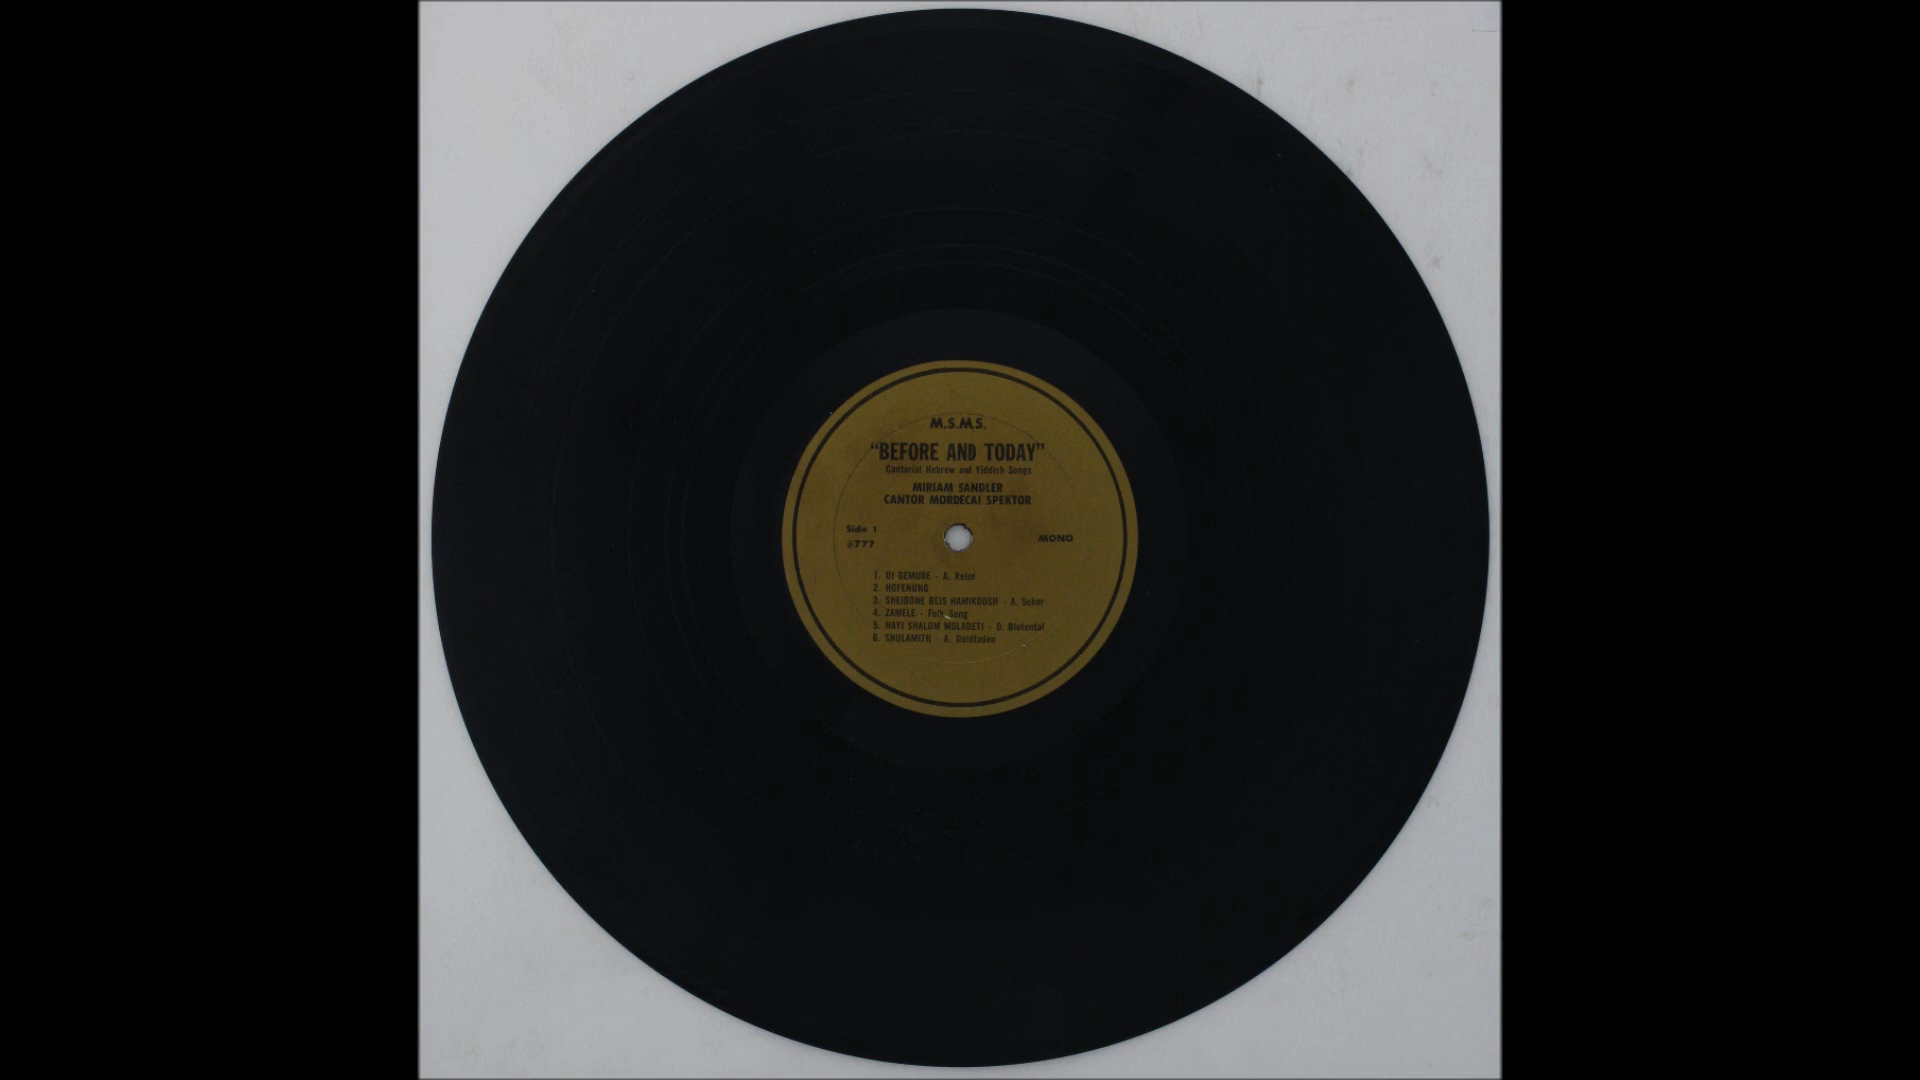 M.S.M.S.
"BEFORE AND TODAY"
Cantorial Hebrew and Yiddish Songs
MIRIAM SANDLER
CANTOR MORDECAI SPEKTOR
Side 1
#777
MONO
1. DI GEMURE - A. Reizn
2. HOFENUNG
3. SHEIBONE BEIS HAMIKDOSH - A. Schor
4. ZAMELE - Folk Song
5. HAYI SHALOM MOLADETI - D. Blutental
6. SHULAMITH - A. Goldfaden